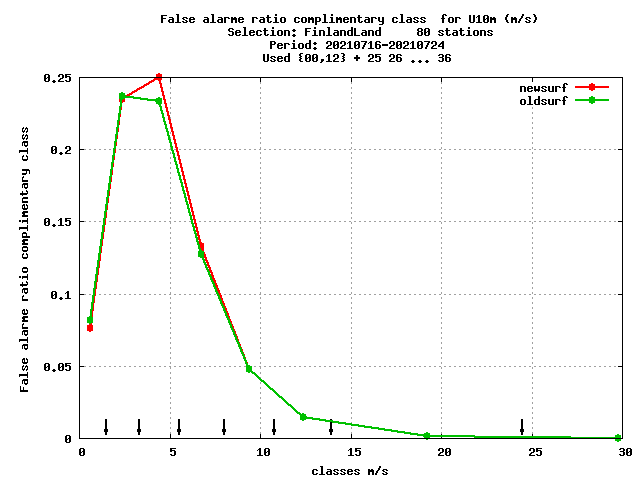 False alarme ratio complimentary class  for U10m (m/s)
Selection: FinlandLand     80 stations
Period: 20210716-20210724
Used {00,12} + 25 26 ... 36
newsurf
oldsurf
False alarme ratio complimentary class
0.25
0.2
0.15
0.1
0.05
0
0 5 10 15 20 25 30
classes m/s